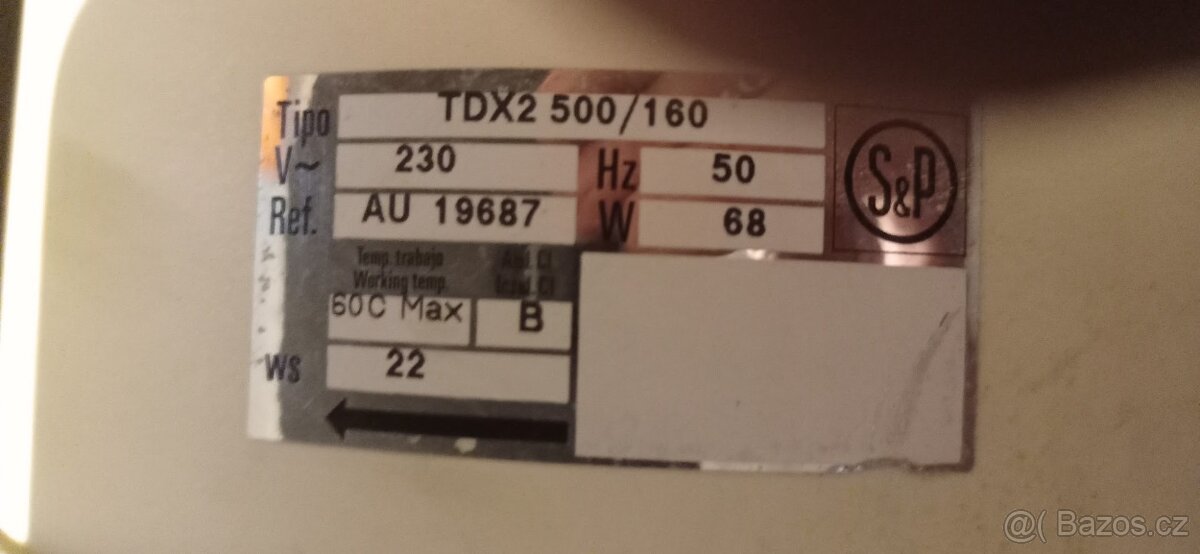 Tipo TDX2 500/160
V~ 230 Hz 50
Ref. AU 19687 W 68
S&P
Temp. trabajo
Working temp.
60C Max B
WS 22
@( Bazos.cz